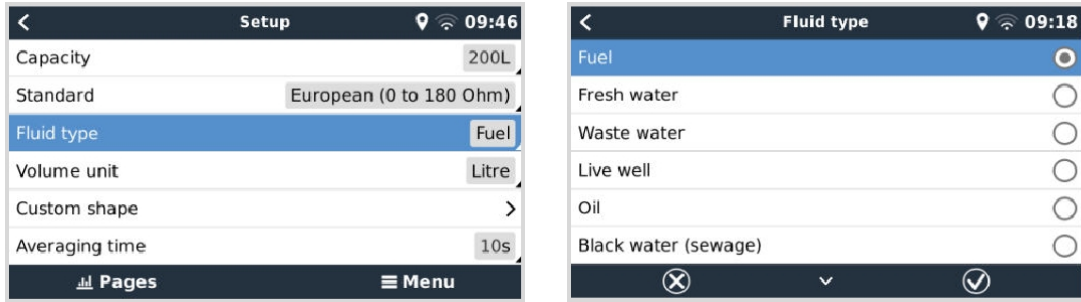 Setup 09:46
Capacity 200L
Standard European (0 to 180 Ohm)
Fluid type Fuel
Volume unit Litre
Custom shape
Averaging time 10s
Pages Menu
Fluid type 09:18
Fuel
Fresh water
Waste water
Live well
Oil
Black water (sewage)